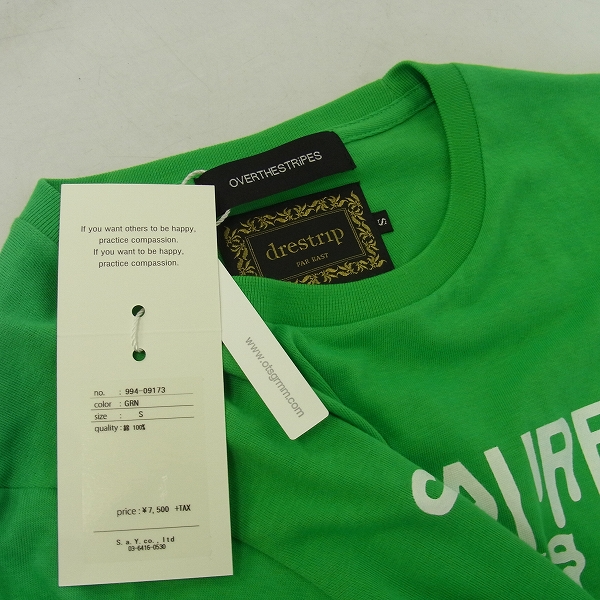 OVERTHESTRiPES
drestrip
FAR EAST
S
If you want others to be happy,
practice compassion.
If you want to be happy,
practice compassion.
no. : 994-09173
color : GRN
size : S
quality : 綿 100%
price : ¥7,500 +TAX
S. a Y. co., ltd
03-6416-0530
www.otsgrmm.com
SURF